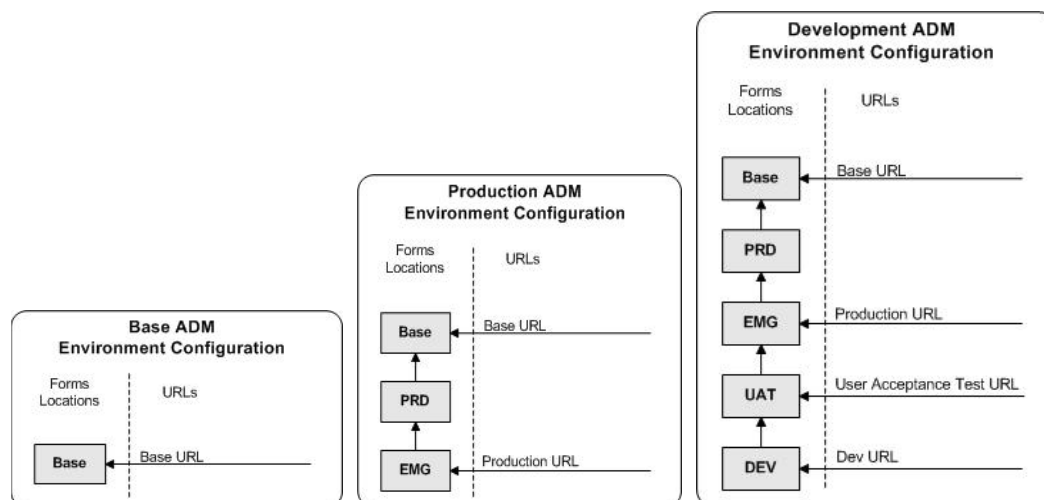 Base ADM
Environment Configuration
Forms
Locations
URLs
Base
Base URL
Production ADM
Environment Configuration
Forms
Locations
URLs
Base
Base URL
PRD
EMG
Production URL
Development ADM
Environment Configuration
Forms
Locations
URLs
Base
Base URL
PRD
EMG
Production URL
UAT
User Acceptance Test URL
DEV
Dev URL